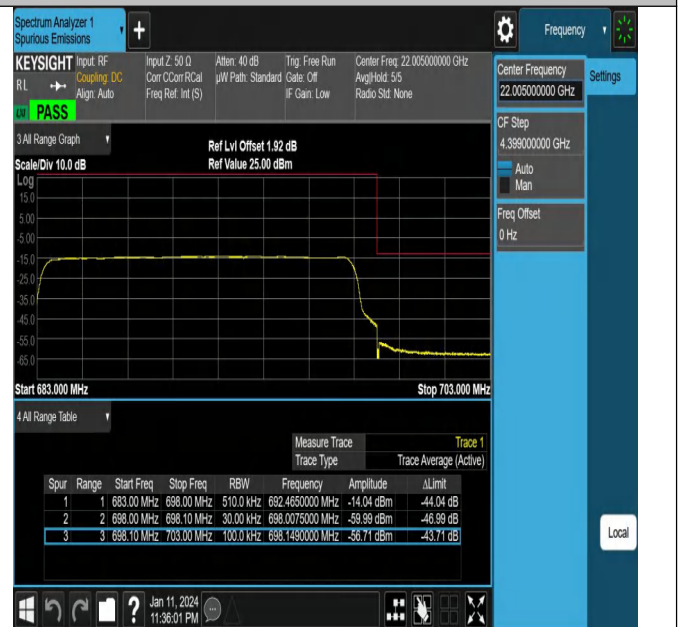 Spectrum Analyzer 1
Spurious Emissions
+
Frequency
KEYSIGHT
RL
PASS
Input: RF
Coupling: DC
Align: Auto
Input Z: 50 Ω
Corr CCorr RCal
Freq Ref: Int (S)
Atten: 40 dB
µW Path: Standard
Trig: Free Run
Gate: Off
IF Gain: Low
Center Freq: 22.005000000 GHz
Avg|Hold: 5/5
Radio Std: None
Center Frequency
22.005000000 GHz
Settings
CF Step
4.399000000 GHz
Auto
Man
Freq Offset
0 Hz
3 All Range Graph
Scale/Div 10.0 dB
Ref Lvl Offset 1.92 dB
Ref Value 25.00 dBm
Log
15.0
5.00
-5.00
-15.0
-25.0
-35.0
-45.0
-55.0
-65.0
Start 683.000 MHz
Stop 703.000 MHz
4 All Range Table
Measure Trace Trace 1
Trace Type Trace Average (Active)
Spur Range Start Freq Stop Freq RBW Frequency Amplitude ΔLimit
1 1 683.00 MHz 698.00 MHz 510.0 kHz 692.4650000 MHz -14.04 dBm -44.04 dB
2 2 698.00 MHz 698.10 MHz 30.00 kHz 698.0075000 MHz -59.99 dBm -46.99 dB
3 3 698.10 MHz 703.00 MHz 100.0 kHz 698.1490000 MHz -56.71 dBm -43.71 dB
Local
?
Jan 11, 2024
11:36:01 PM